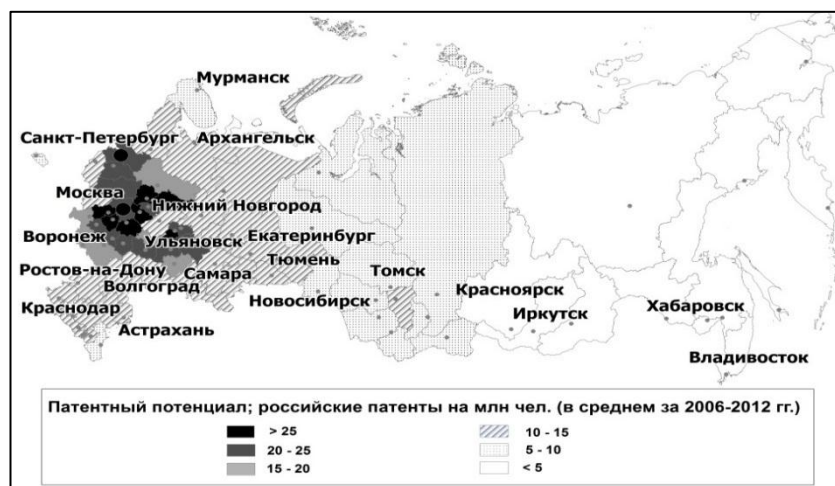 Мурманск
Санкт-Петербург
Архангельск
Москва
Нижний Новгород
Воронеж
Ульяновск
Екатеринбург
Ростов-на-Дону
Самара
Тюмень
Волгоград
Томск
Краснодар
Новосибирск
Красноярск
Астрахань
Иркутск
Хабаровск
Владивосток
Патентный потенциал; российские патенты на млн чел. (в среднем за 2006-2012 гг.)
> 25
10 - 15
20 - 25
5 - 10
15 - 20
< 5